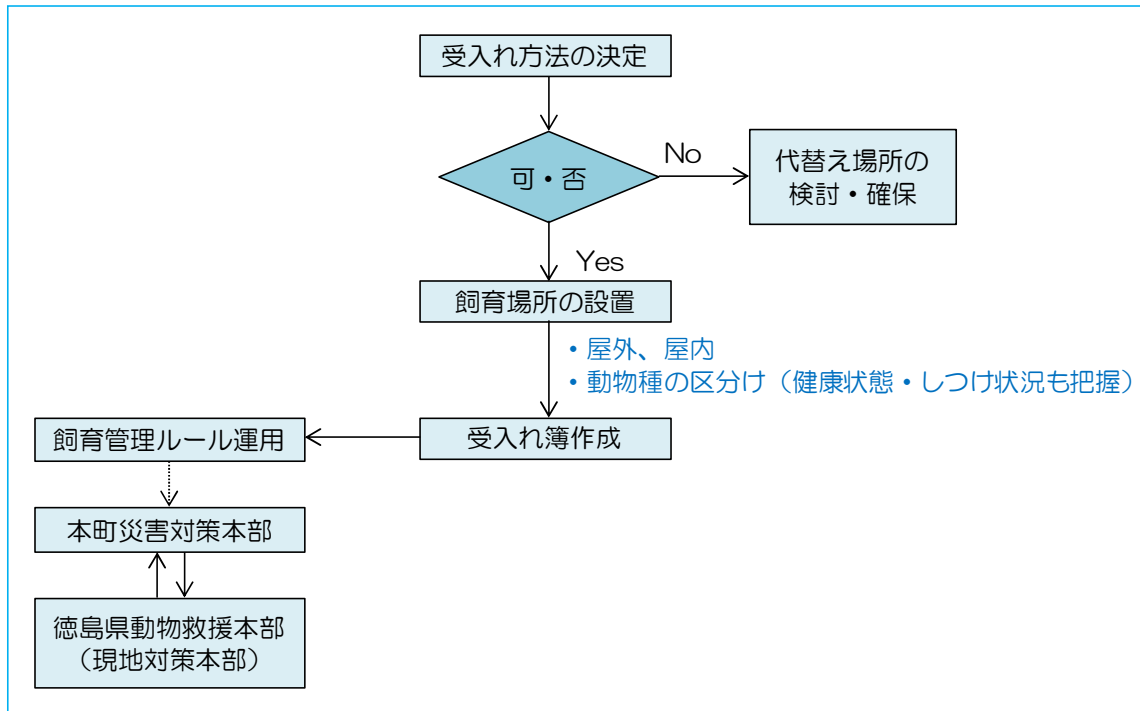 受入れ方法の決定
可・否
No
代替え場所の
検討・確保
Yes
飼育場所の設置
・屋外、屋内
・動物種の区分け（健康状態・しつけ状況も把握）
受入れ簿作成
飼育管理ルール運用
本町災害対策本部
徳島県動物救援本部
（現地対策本部）